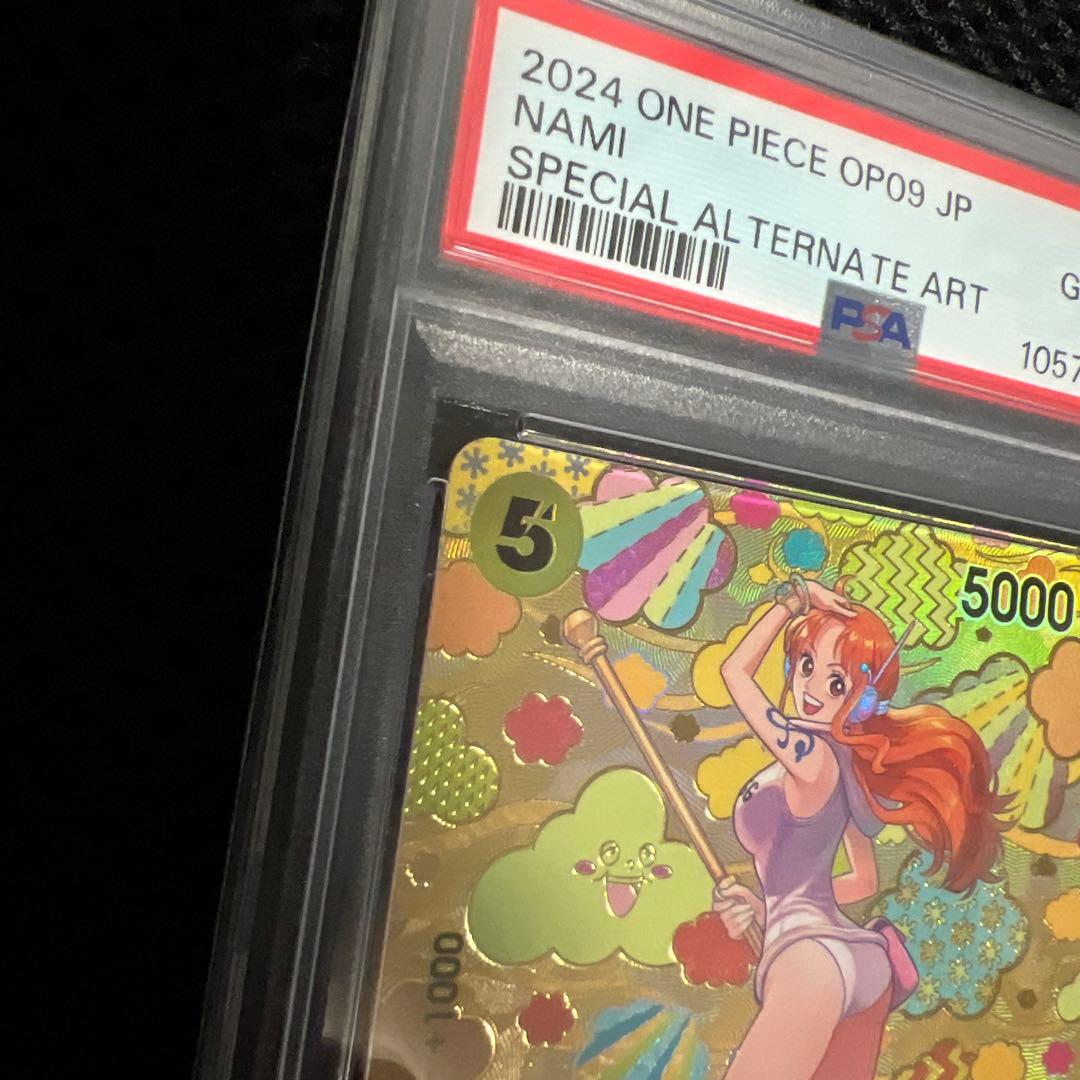 2024 ONE PIECE OP09 JP
NAMI
SPECIAL ALTERNATE ART
G
PSA
1057
5
5000
+1000